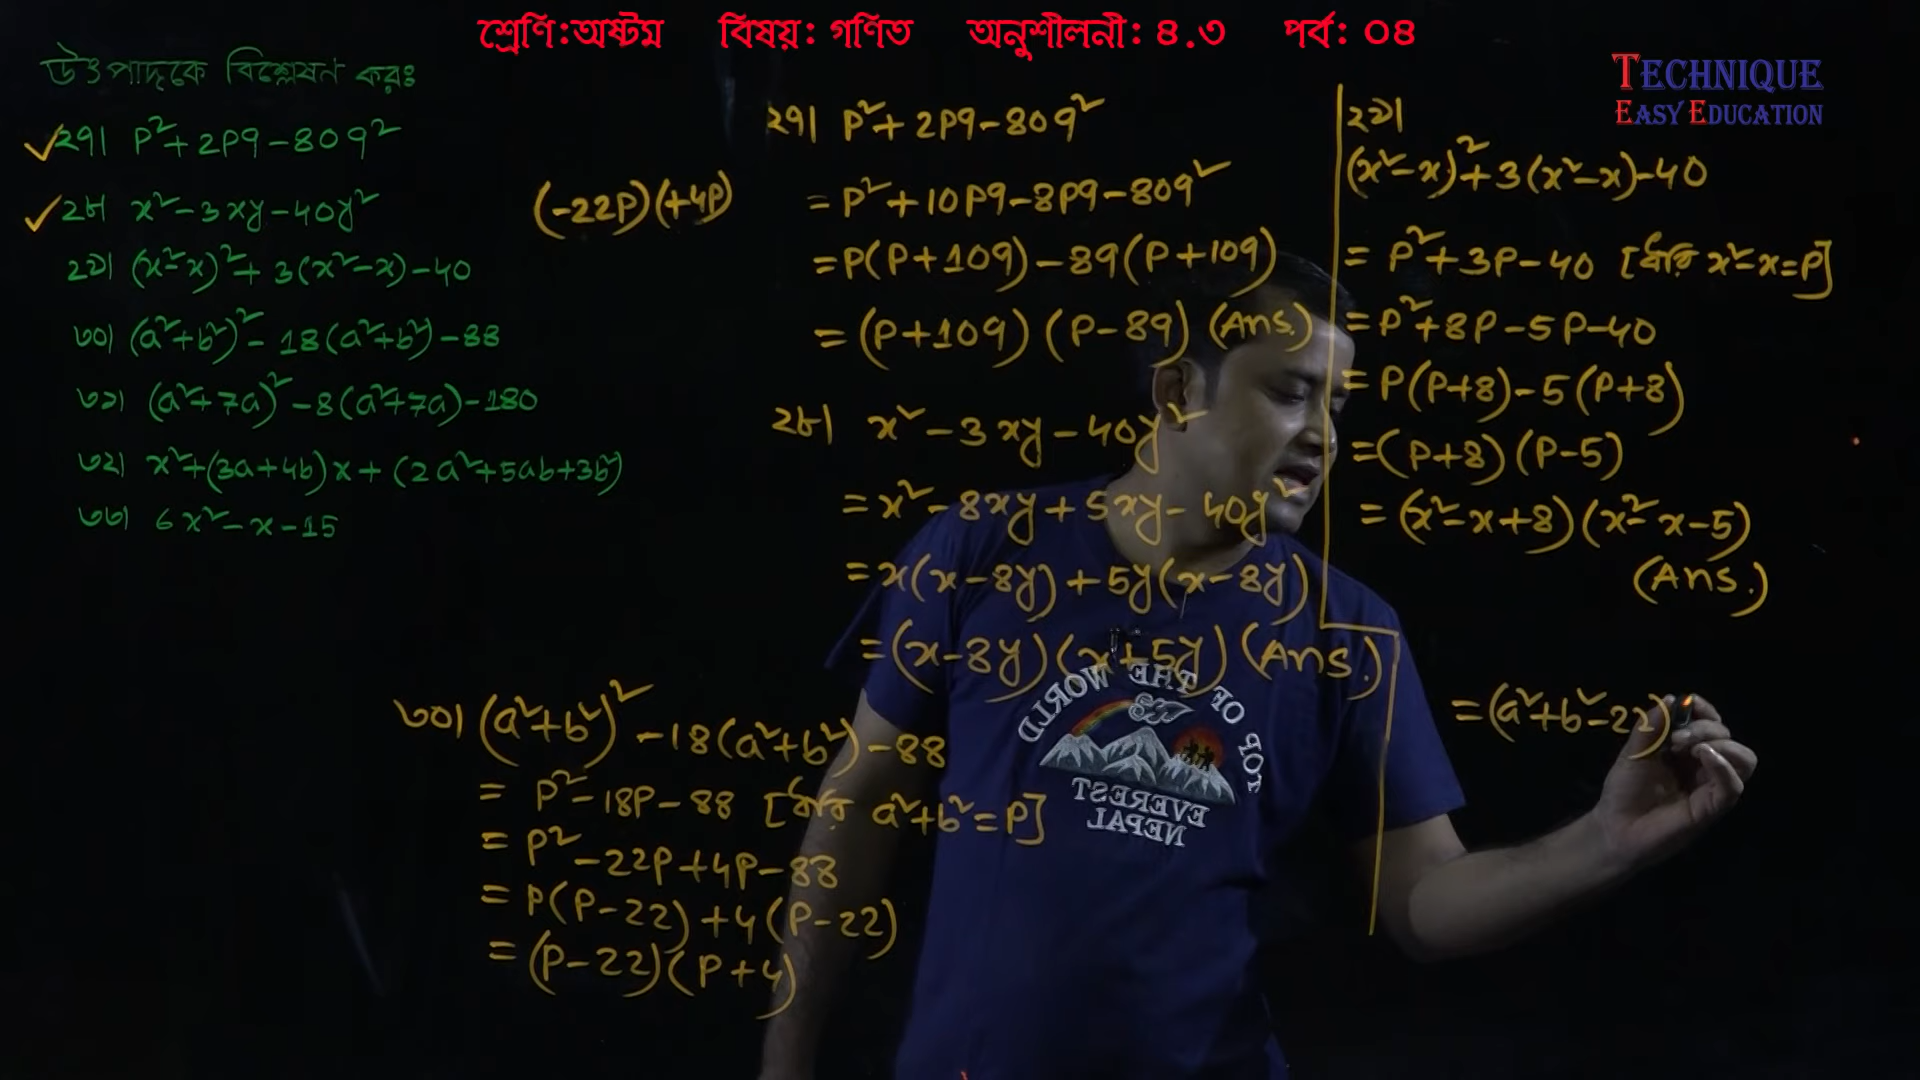 শ্রেণি:অষ্টম বিষয়: গণিত অনুশীলনী: ৪.৩ পর্ব: ০৪
TECHNIQUE
EASY EDUCATION
উৎপাদকে বিশ্লেষন করঃ
২৭। P²+2Pq-80q²
২৮। x²-3xy-40y²
২৯। (x²-x)²+3(x²-x)-40
৩০। (a²+b²)²-18(a²+b²)-88
৩১। (a²+7a)²-8(a²+7a)-180
৩২। x²+(3a+4b)x+(2a²+5ab+3b²)
৩৩। 6x²-x-15
(-22P)(+4P)
২৭। P²+2Pq-80q²
=P²+10Pq-8Pq-80q²
=P(P+10q)-8q(P+10q)
=(P+10q)(P-8q) (Ans.)
২৮। x²-3xy-40y²
=x²-8xy+5xy-40y²
=x(x-8y)+5y(x-8y)
=(x-8y)(x+5y) (Ans.)
২৯।
(x²-x)²+3(x²-x)-40
= P²+3P-40 [ধরি x²-x=P]
=P²+8P-5P-40
=P(P+8)-5(P+8)
=(P+8)(P-5)
=(x²-x+8)(x²-x-5)
(Ans.)
৩০। (a²+b²)²-18(a²+b²)-88
= P²-18P-88 [ধরি a²+b²=P]
= P²-22P+4P-88
= P(P-22)+4(P-22)
=(P-22)(P+4)
=(a²+b²-22)
TOP OF THE WORLD
EVEREST
NEPAL